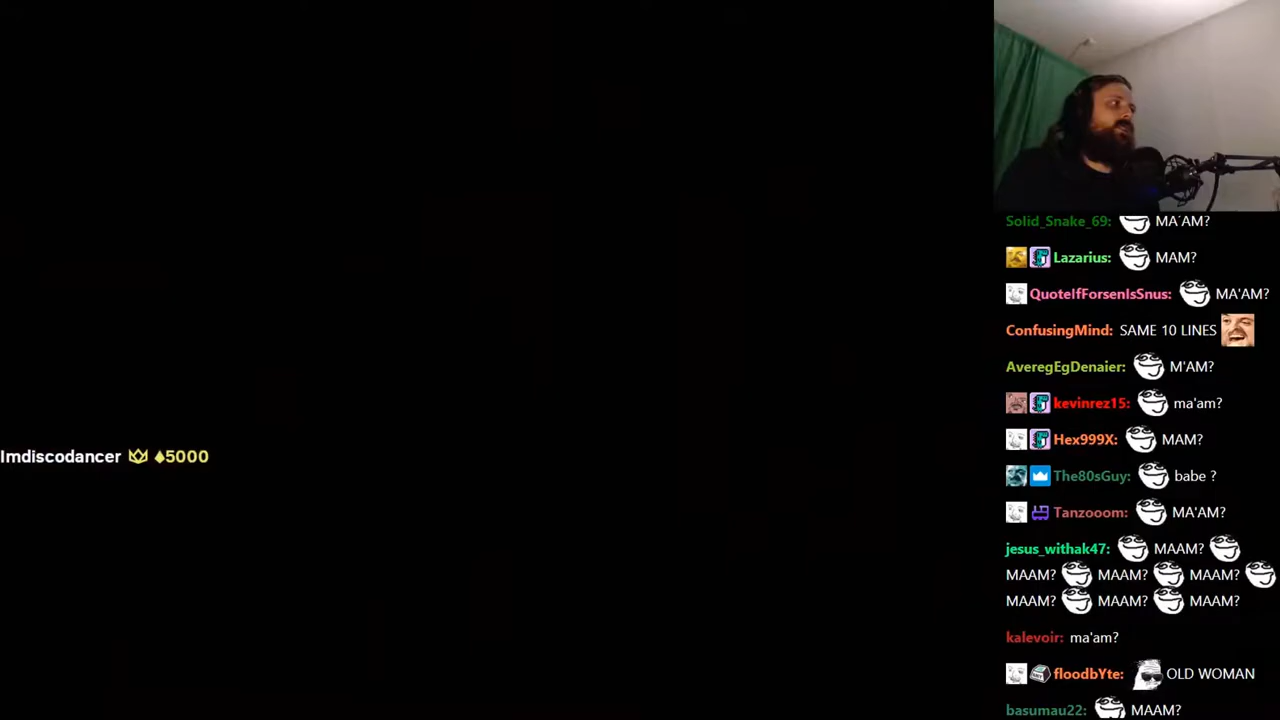 Imdiscodancer 5000
Solid_Snake_69: MA'AM?
Lazarius: MAM?
QuoteIfForsenIsSnus: MA'AM?
ConfusingMind: SAME 10 LINES
AveregEgDenaier: M'AM?
kevinrez15: ma'am?
Hex999X: MAM?
The80sGuy: babe ?
Tanzooom: MA'AM?
jesus_withak47: MAAM?
MAAM? MAAM? MAAM?
MAAM? MAAM? MAAM?
kalevoir: ma'am?
floodbYte: OLD WOMAN
basumau22: MAAM?